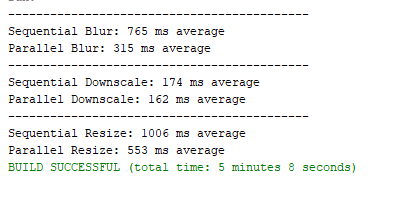 --------------------------------------------
Sequential Blur: 765 ms average
Parallel Blur: 315 ms average
--------------------------------------------
Sequential Downscale: 174 ms average
Parallel Downscale: 162 ms average
--------------------------------------------
Sequential Resize: 1006 ms average
Parallel Resize: 553 ms average
BUILD SUCCESSFUL (total time: 5 minutes 8 seconds)